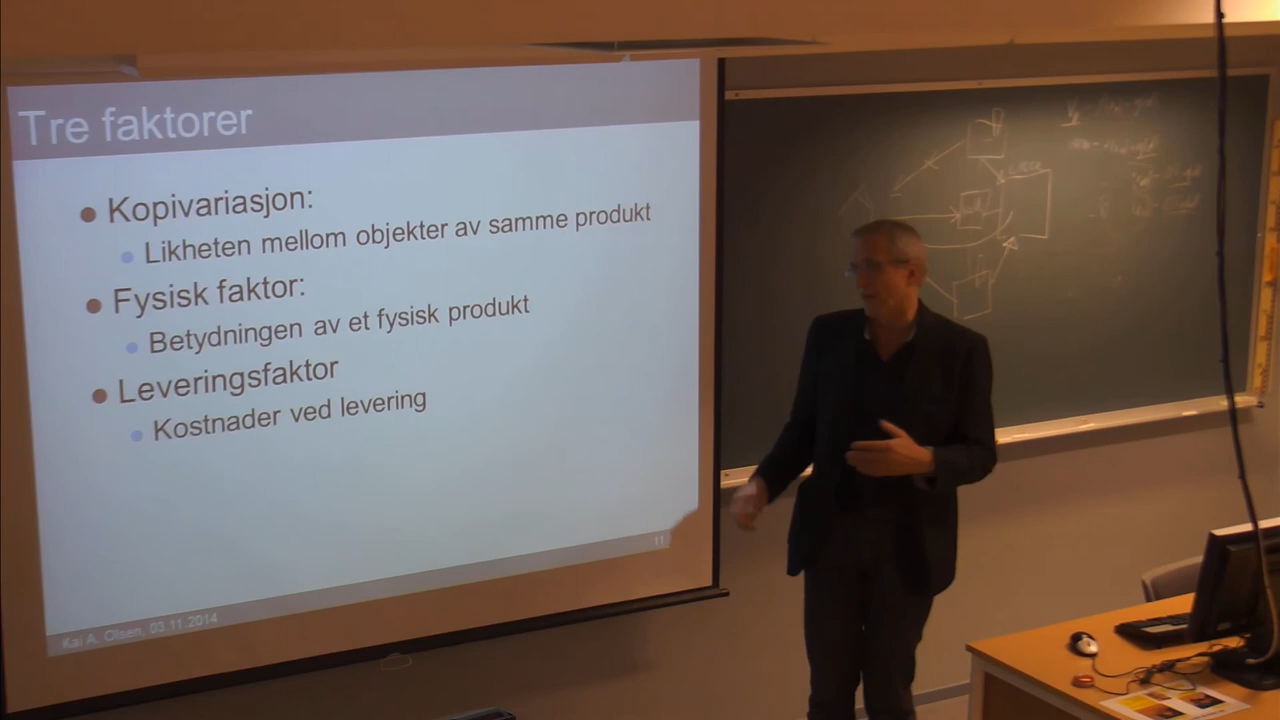 Tre faktorer
Kopivariasjon:
Likheten mellom objekter av samme produkt
Fysisk faktor:
Betydningen av et fysisk produkt
Leveringsfaktor
Kostnader ved levering
11
Kai A. Olsen, 03.11.2014